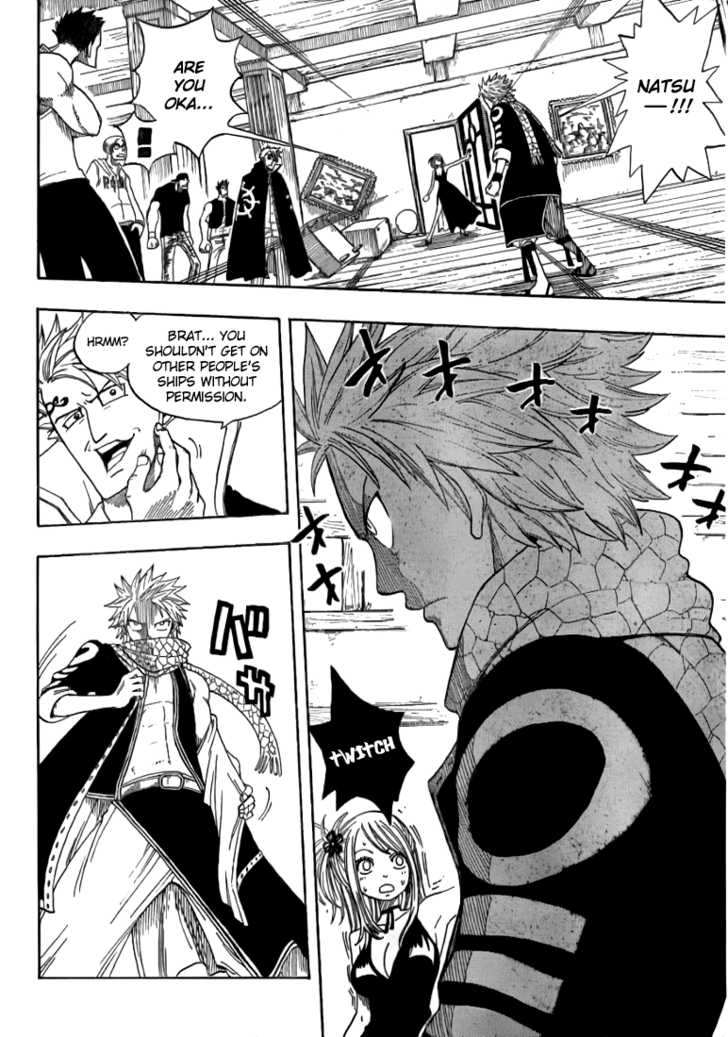 NATSU
—!!!
ARE
YOU
OKA...
!
TWITCH
BRAT... YOU
SHOULDN'T GET ON
OTHER PEOPLE'S
SHIPS WITHOUT
PERMISSION.
HRMM?
バサ